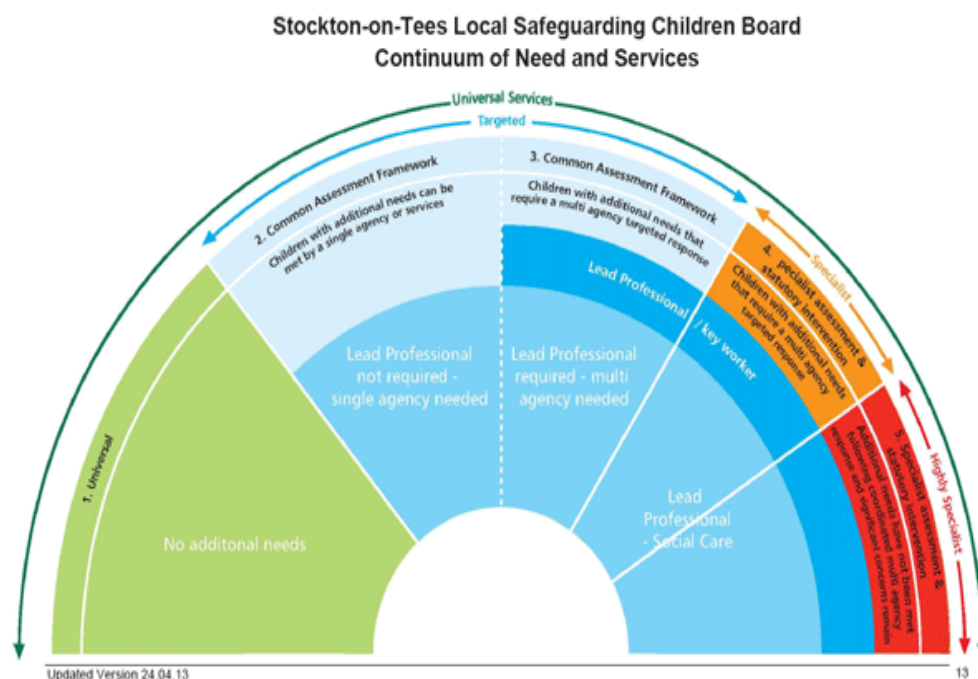 Stockton-on-Tees Local Safeguarding Children Board
Continuum of Need and Services
Universal Services
Targeted
Specialist
Highly Specialist
1. Universal
No additonal needs
2. Common Assessment Framework
Children with additional needs can be
met by a single agency or services
Lead Professional
not required -
single agency needed
3. Common Assessment Framework
Children with additional needs that
require a multi agency targeted response
Lead Professional / key worker
Lead Professional
required - multi
agency needed
4. pecialist assessment &
statutory intervention
Children with additional needs
that require a multi agency
targeted response
Lead
Professional
- Social Care
5. Specialist assessment &
statutory intervention
Additional needs have not been met
following coordinated multi agency
response and significant concerns remain
Updated Version 24.04.13
13